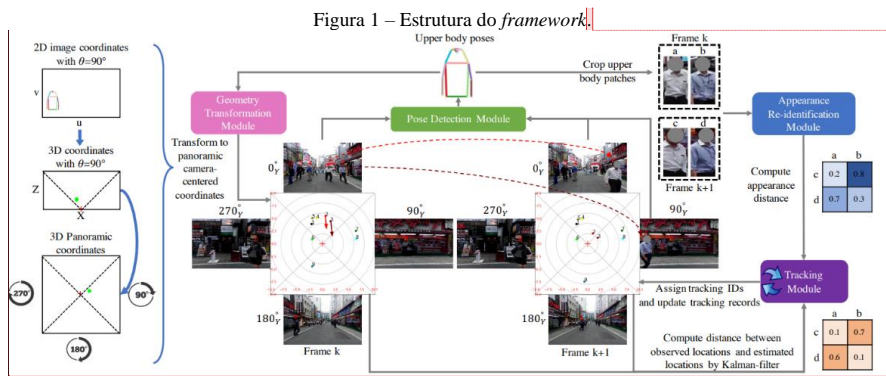 Figura 1 – Estrutura do framework.
2D image coordinates
with θ=90°
v
u
3D coordinates
with θ=90°
Z
X
3D Panoramic
coordinates
270°
90°
180°
Geometry
Transformation
Module
Transform to
panoramic
camera-
centered
coordinates
Upper body poses
Pose Detection Module
Crop upper
body patches
Frame k
a b
c d
Frame k+1
Appearance
Re-identification
Module
Compute
appearance
distance
a b
c 0.2 0.8
d 0.7 0.3
0°Y
270°Y
90°Y
180°Y
Frame k
0°Y
270°Y
90°Y
180°Y
Frame k+1
Assign tracking IDs
and update tracking records
Tracking
Module
Compute distance between
observed locations and estimated
locations by Kalman-filter
a b
c 0.1 0.7
d 0.6 0.1